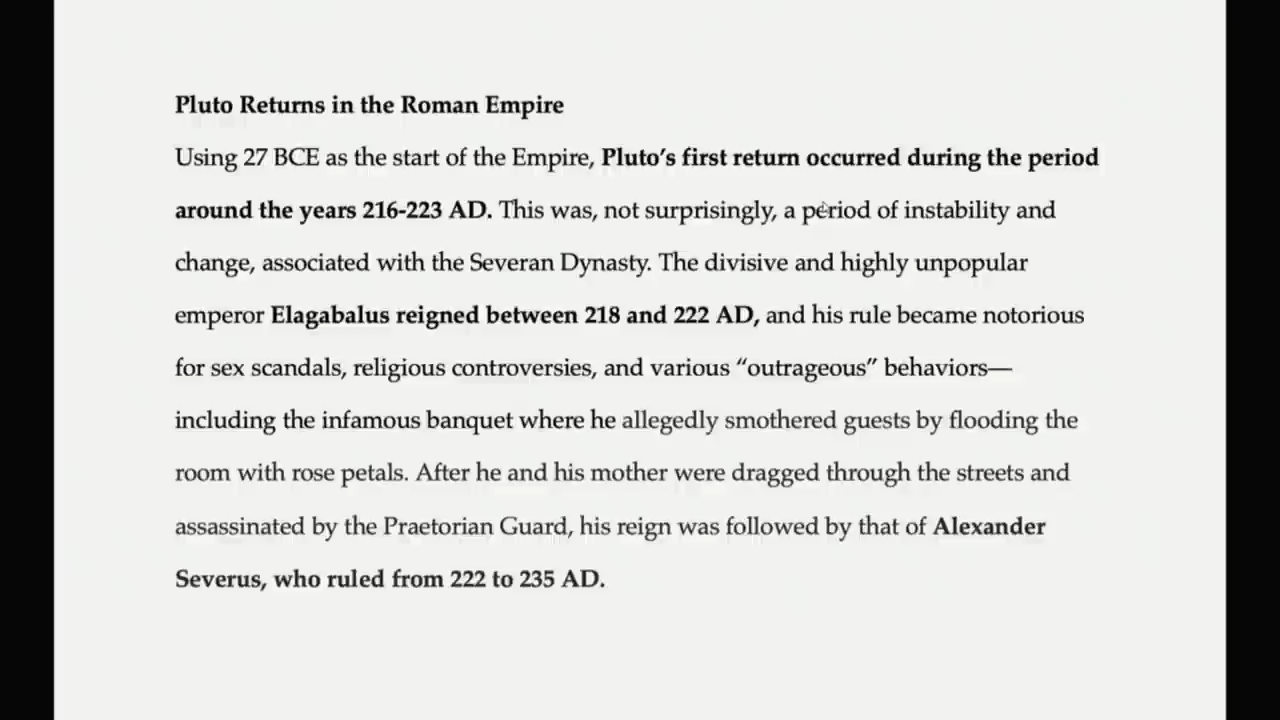 Pluto Returns in the Roman Empire
Using 27 BCE as the start of the Empire, Pluto’s first return occurred during the period
around the years 216-223 AD. This was, not surprisingly, a period of instability and
change, associated with the Severan Dynasty. The divisive and highly unpopular
emperor Elagabalus reigned between 218 and 222 AD, and his rule became notorious
for sex scandals, religious controversies, and various “outrageous” behaviors—
including the infamous banquet where he allegedly smothered guests by flooding the
room with rose petals. After he and his mother were dragged through the streets and
assassinated by the Praetorian Guard, his reign was followed by that of Alexander
Severus, who ruled from 222 to 235 AD.